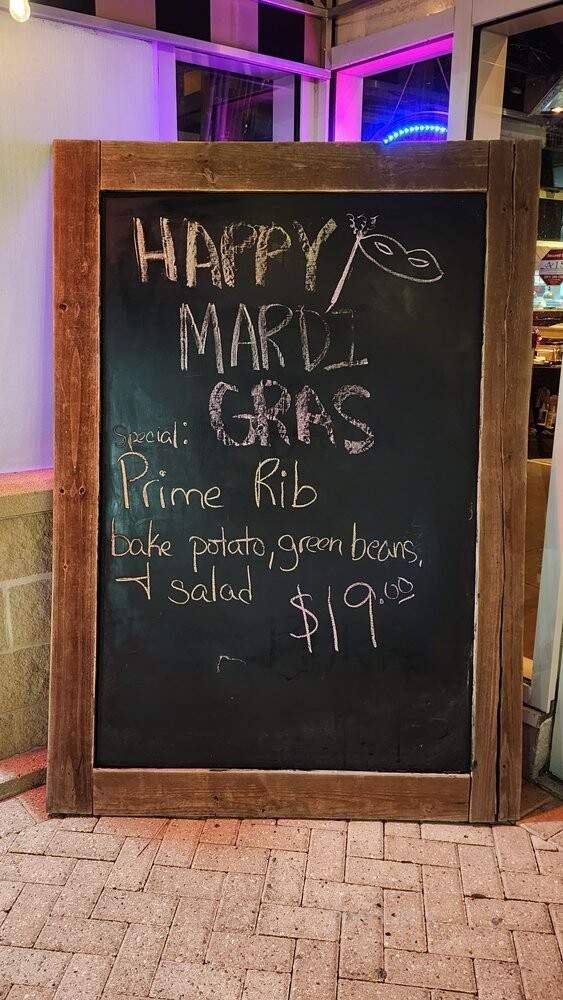 HAPPY
MARDI
GRAS
Special:
Prime Rib
bake potato, green beans,
& salad
$19.00